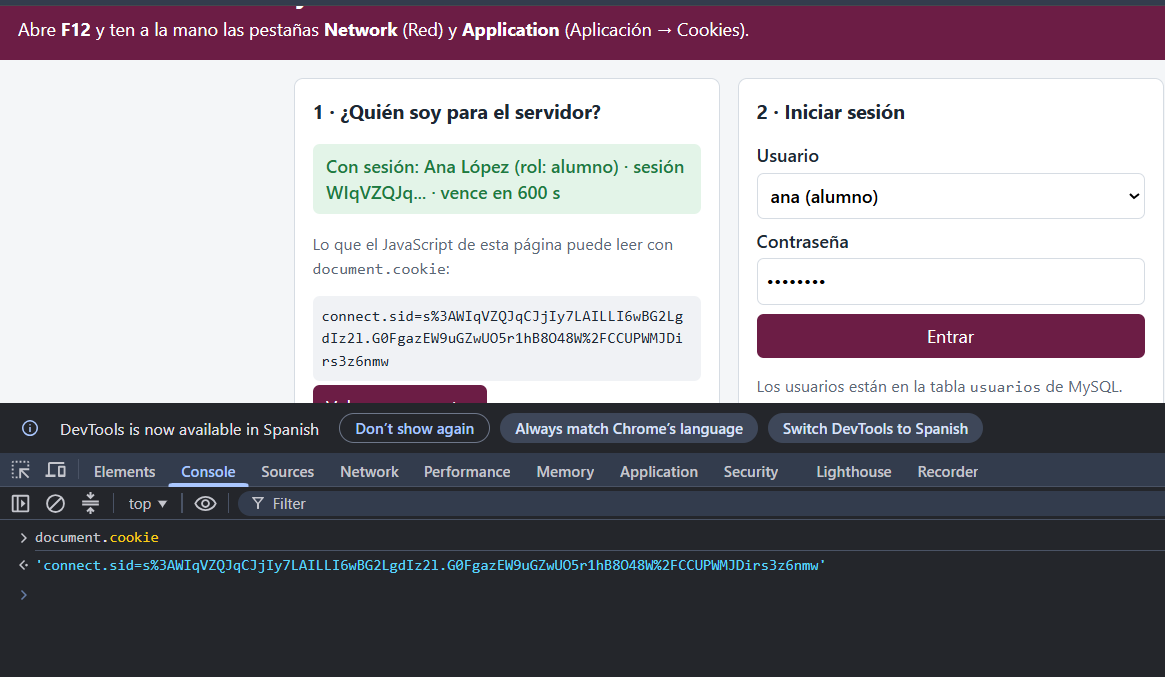 Abre F12 y ten a la mano las pestañas Network (Red) y Application (Aplicación → Cookies).
1 · ¿Quién soy para el servidor?
Con sesión: Ana López (rol: alumno) · sesión
WIqVZQJq... · vence en 600 s
Lo que el JavaScript de esta página puede leer con
document.cookie:
connect.sid=s%3AWIqVZQJqCJjIy7LAILLI6wBG2Lg
dIz2l.G0FgazEW9uGZwUO5r1hB8O48W%2FCCUPWMJDi
rs3z6nmw
2 · Iniciar sesión
Usuario
ana (alumno)
Contraseña
••••••••
Entrar
Los usuarios están en la tabla usuarios de MySQL.
DevTools is now available in Spanish
Don't show again
Always match Chrome's language
Switch DevTools to Spanish
Elements
Console
Sources
Network
Performance
Memory
Application
Security
Lighthouse
Recorder
top
Filter
document.cookie
'connect.sid=s%3AWIqVZQJqCJjIy7LAILLI6wBG2LgdIz2l.G0FgazEW9uGZwUO5r1hB8O48W%2FCCUPWMJDirs3z6nmw'